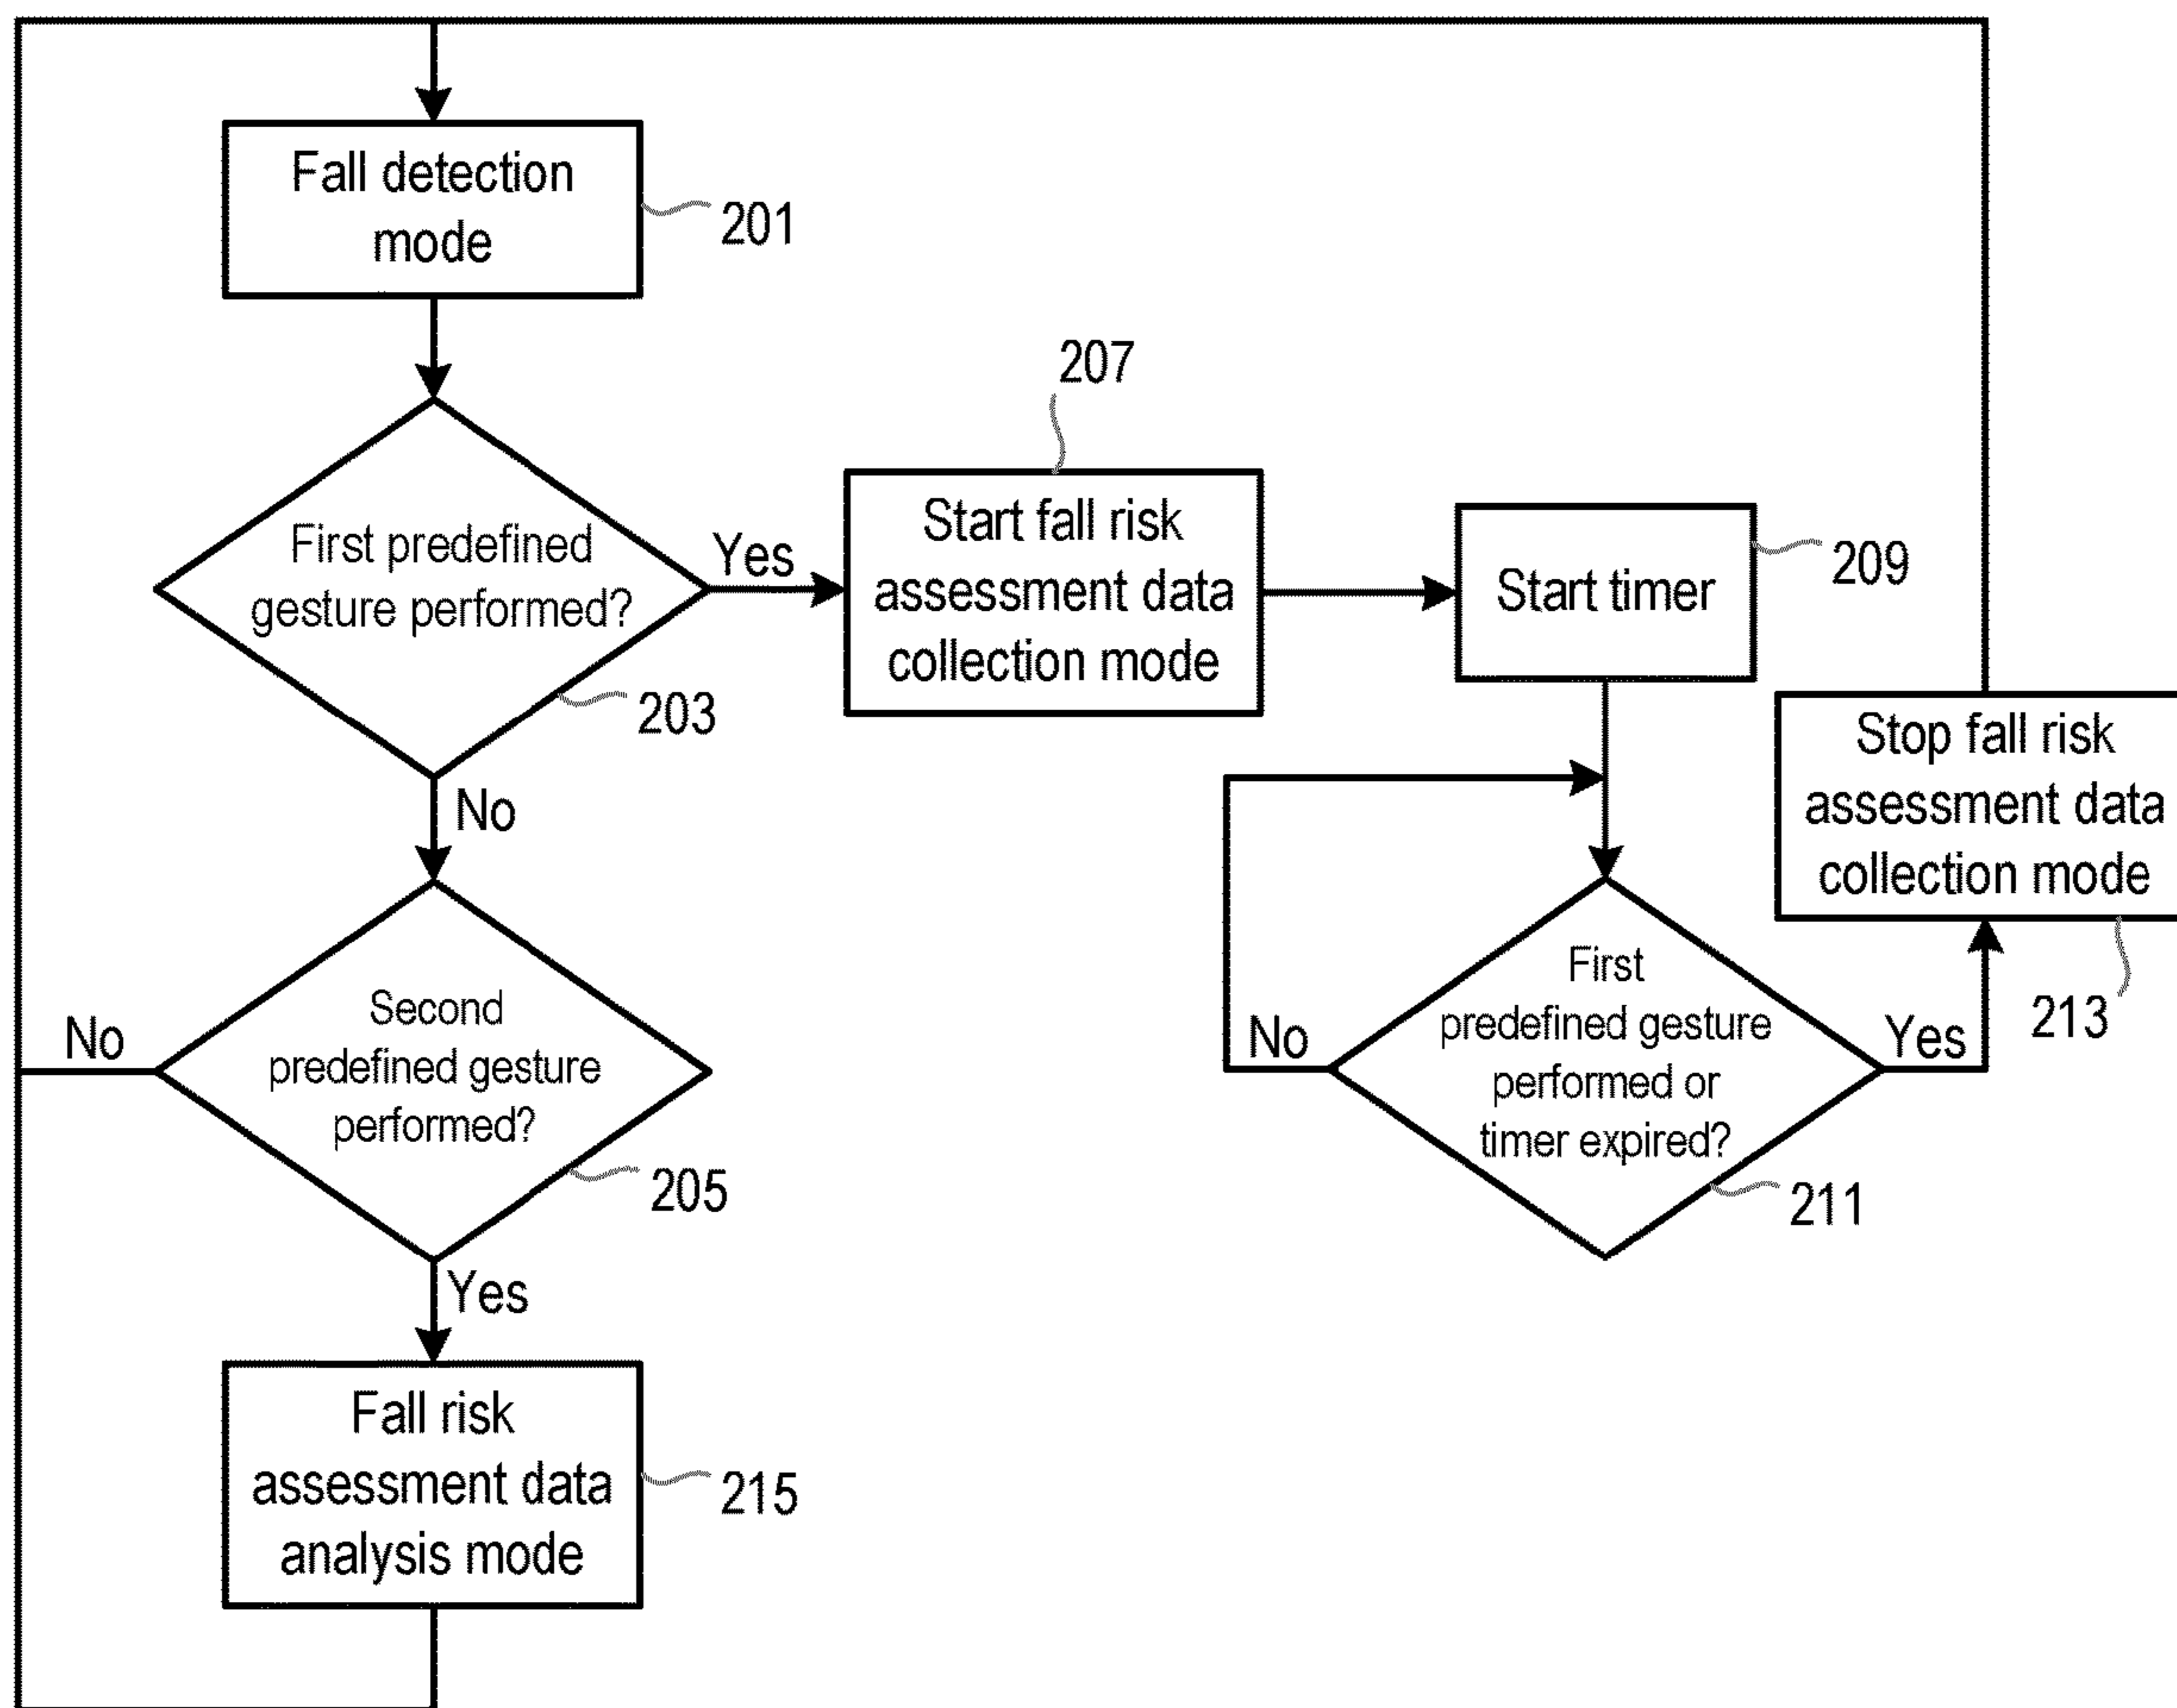 Fall detection
mode
201
First predefined
gesture performed?
203
Yes
No
207
Start fall risk
assessment data
collection mode
Start timer
209
Second
predefined gesture
performed?
205
No
Yes
First
predefined gesture
performed or
timer expired?
211
No
Yes
Stop fall risk
assessment data
collection mode
213
Fall risk
assessment data
analysis mode
215